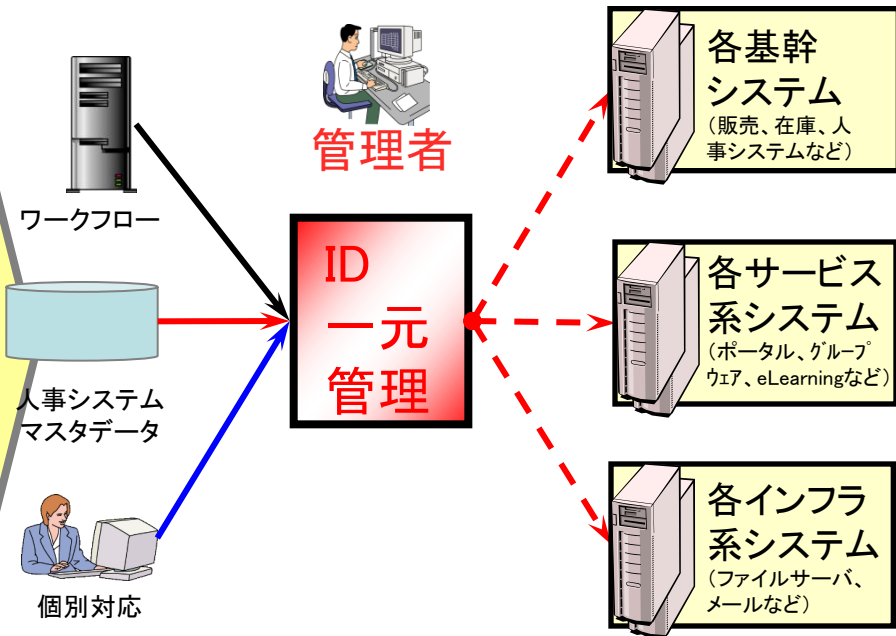 管理者
ワークフロー
人事システム
マスタデータ
個別対応
ID
一元
管理
各基幹
システム
(販売、在庫、人
事システムなど)
各サービス
系システム
(ポータル、ｸﾞﾙｰﾌﾟ
ｳｪｱ、eLearningなど)
各インフラ
系システム
(ファイルサーバ、
メールなど)